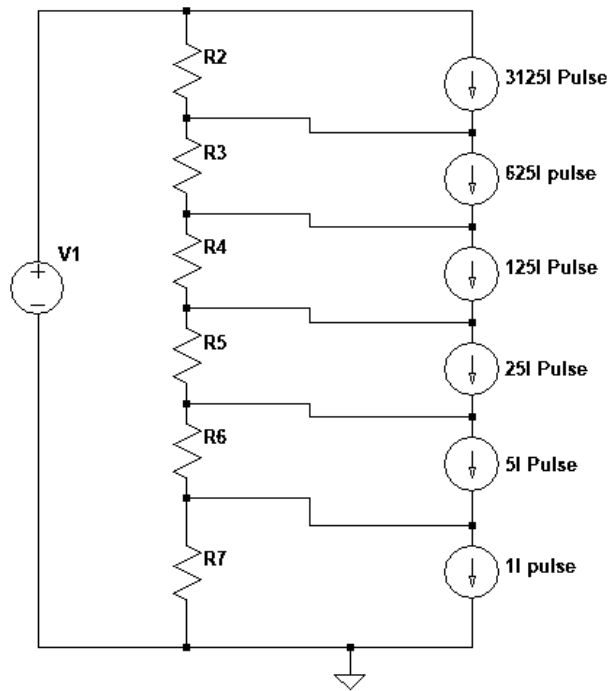 R2
3125I Pulse
R3
625I pulse
R4
125I Pulse
V1
R5
25I Pulse
R6
5I Pulse
R7
1I pulse